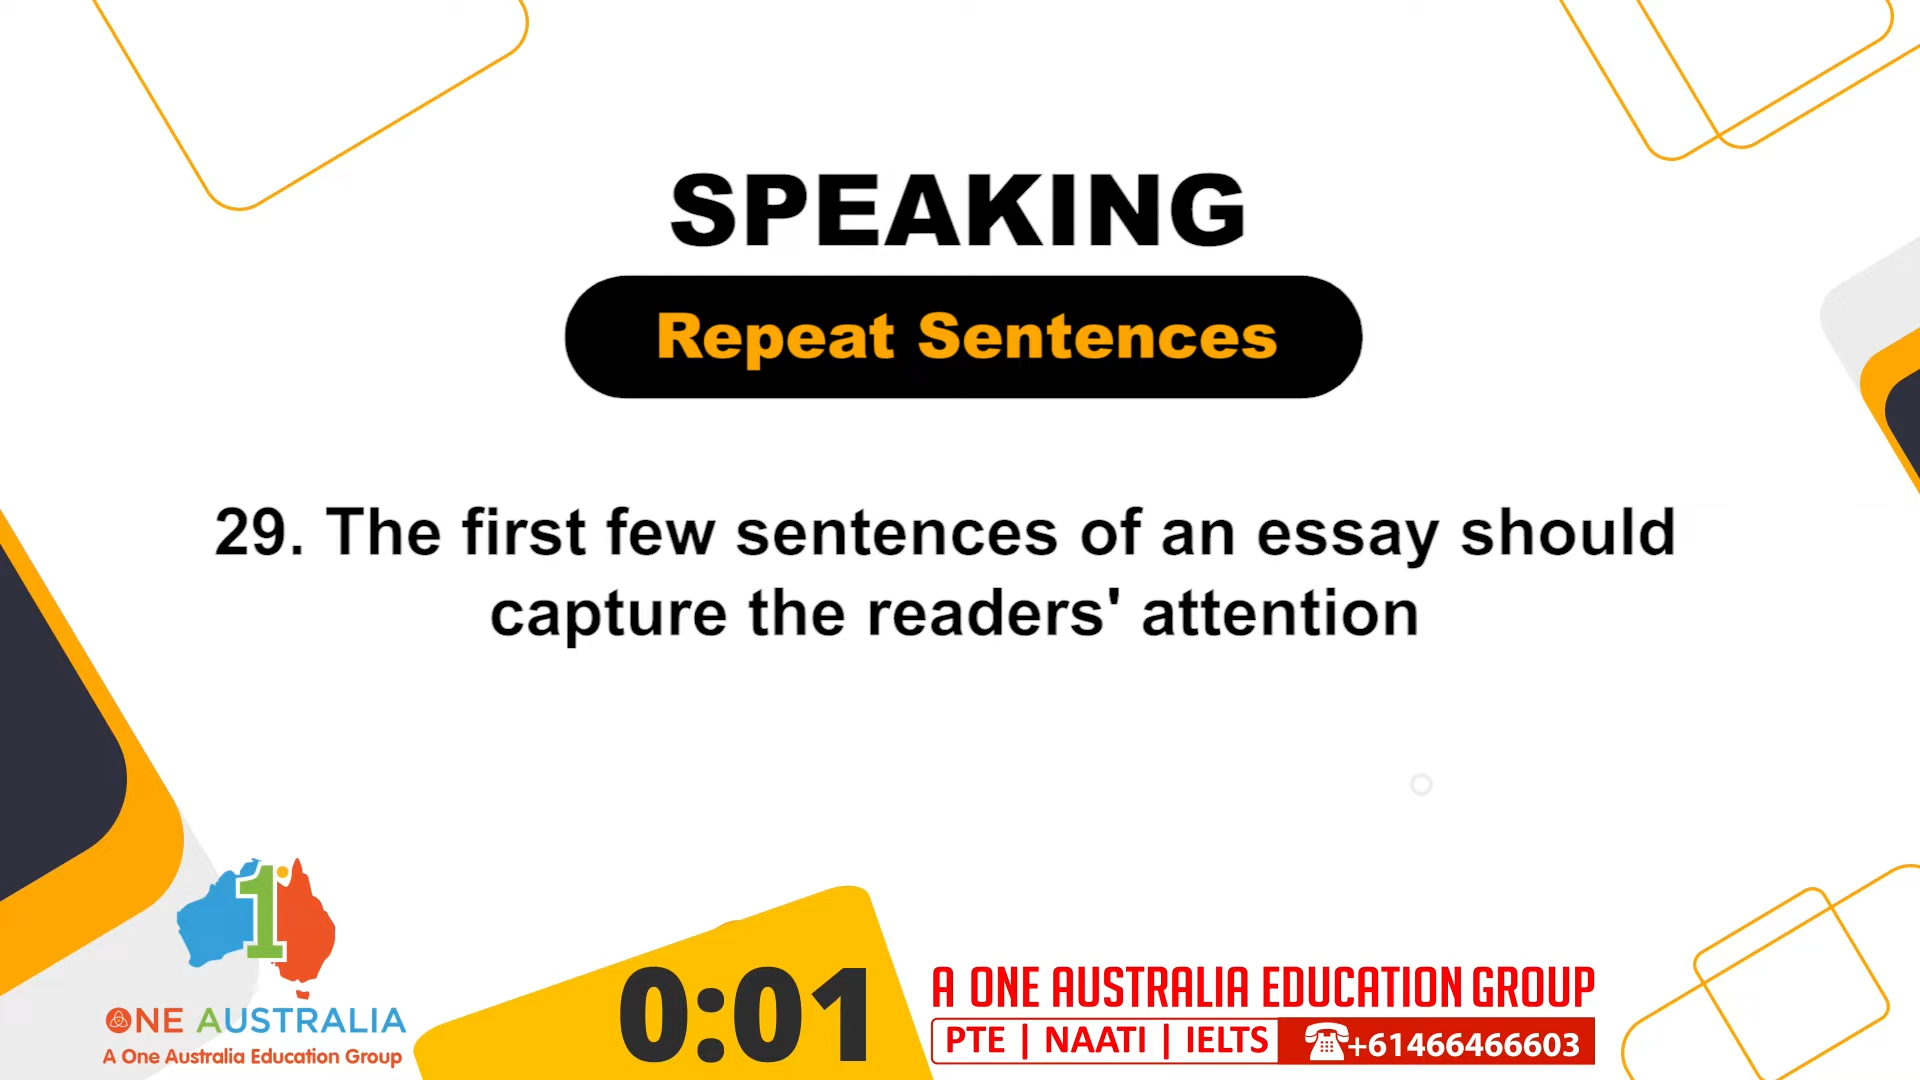 SPEAKING
Repeat Sentences
29. The first few sentences of an essay should
capture the readers' attention
1
ONE AUSTRALIA
A One Australia Education Group
0:01
A ONE AUSTRALIA EDUCATION GROUP
PTE | NAATI | IELTS +61466466603